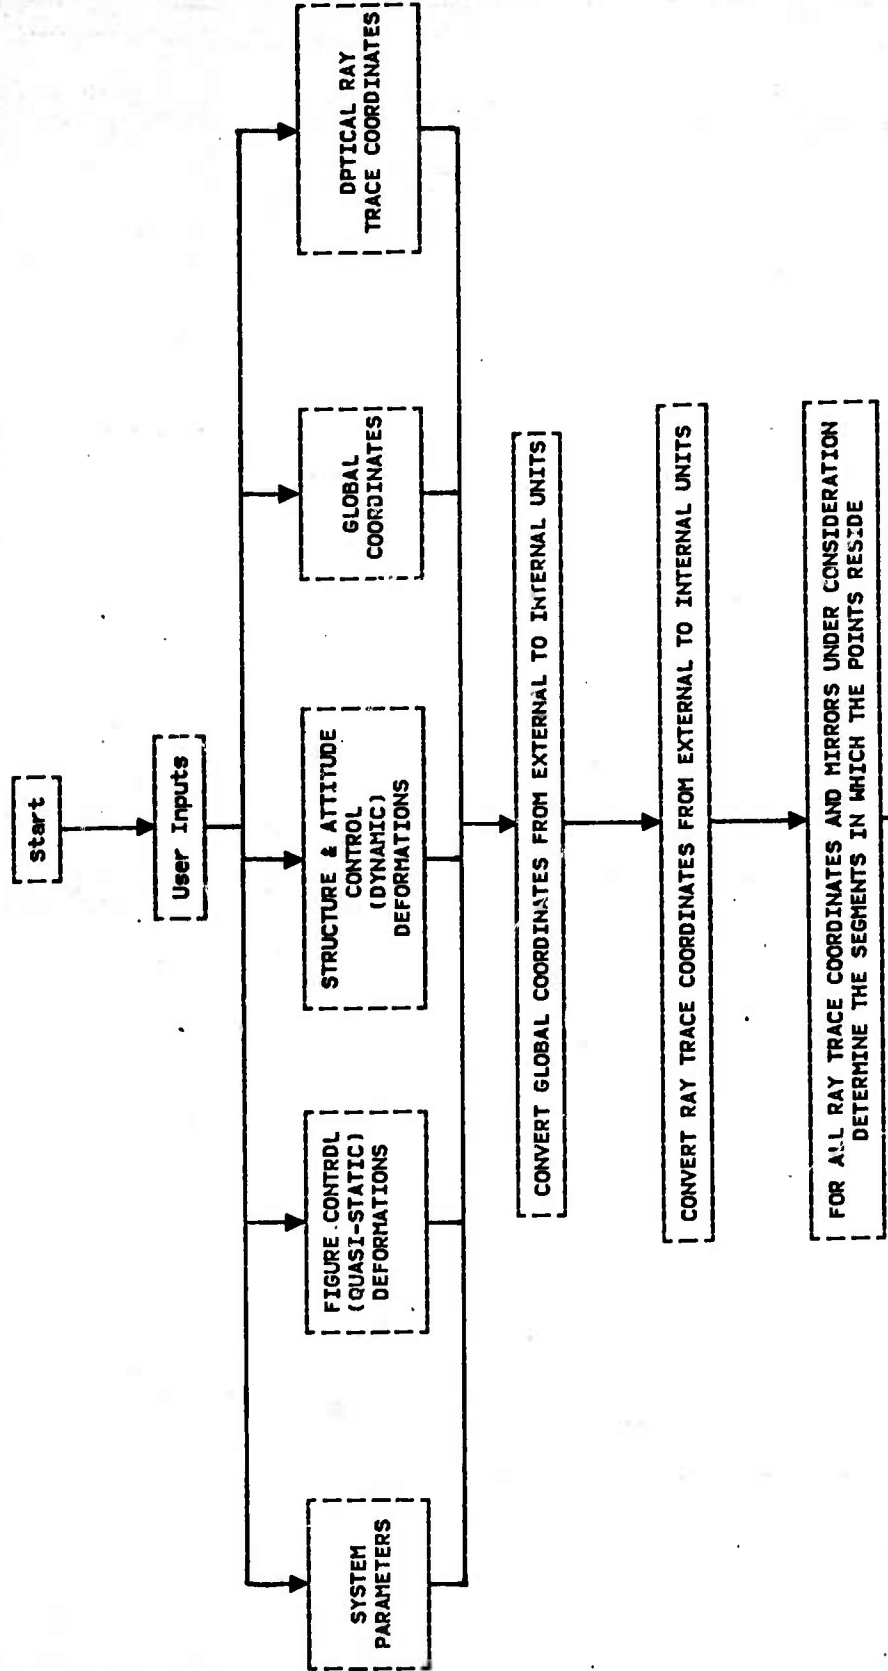 Start
User Inputs
SYSTEM
PARAMETERS
FIGURE CONTROL
(QUASI-STATIC)
DEFORMATIONS
STRUCTURE & ATTITUDE
CONTROL
(DYNAMIC)
DEFORMATIONS
GLOBAL
COORDINATES
OPTICAL RAY
TRACE COORDINATES
CONVERT GLOBAL COORDINATES FROM EXTERNAL TO INTERNAL UNITS
CONVERT RAY TRACE COORDINATES FROM EXTERNAL TO INTERNAL UNITS
FOR ALL RAY TRACE COORDINATES AND MIRRORS UNDER CONSIDERATION
DETERMINE THE SEGMENTS IN WHICH THE POINTS RESIDE